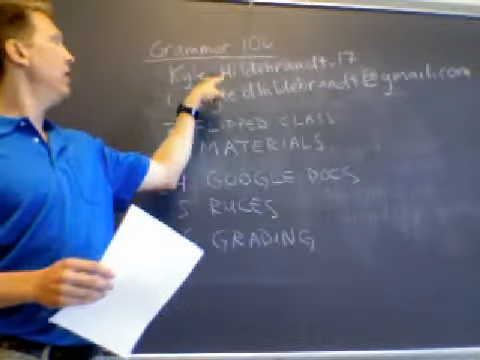 Grammar 106
Kyle Hildebrandt.17
dhildebrandt@gmail.com
FLIPPED CLASS
MATERIALS
4 GOOGLE DOCS
5 RULES
GRADING